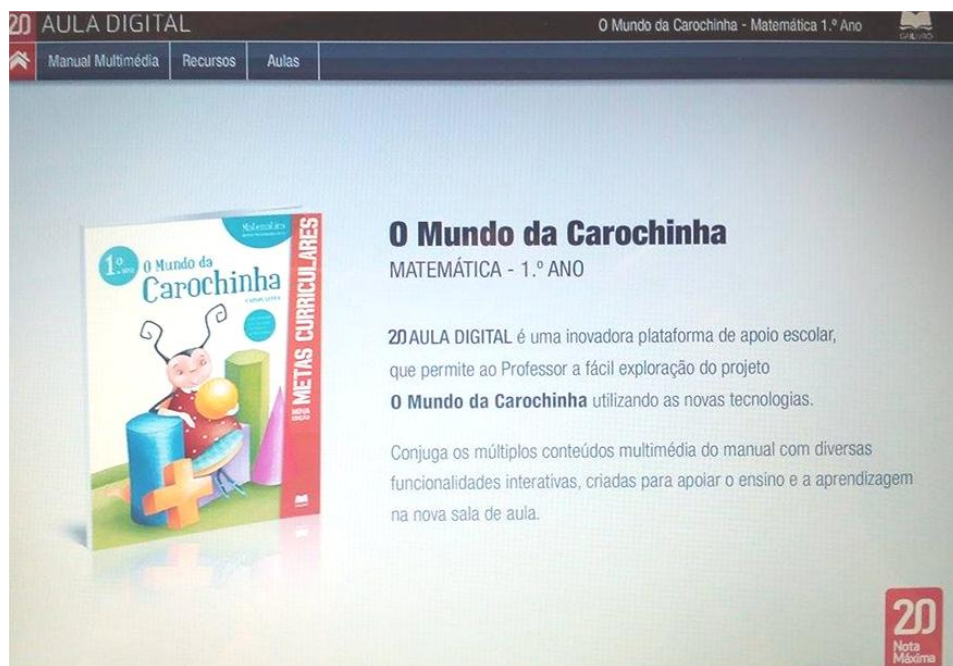 20 AULA DIGITAL
O Mundo da Carochinha - Matemática 1.º Ano
GAILIVRO
Manual Multimédia
Recursos
Aulas
Matemática
1.º ano
O Mundo da
Carochinha
METAS CURRICULARES
NOVA
EDIÇÃO
O Mundo da Carochinha
MATEMÁTICA - 1.º ANO
20 AULA DIGITAL é uma inovadora plataforma de apoio escolar,
que permite ao Professor a fácil exploração do projeto
O Mundo da Carochinha utilizando as novas tecnologias.
Conjuga os múltiplos conteúdos multimédia do manual com diversas
funcionalidades interativas, criadas para apoiar o ensino e a aprendizagem
na nova sala de aula.
20
Nota
Máxima